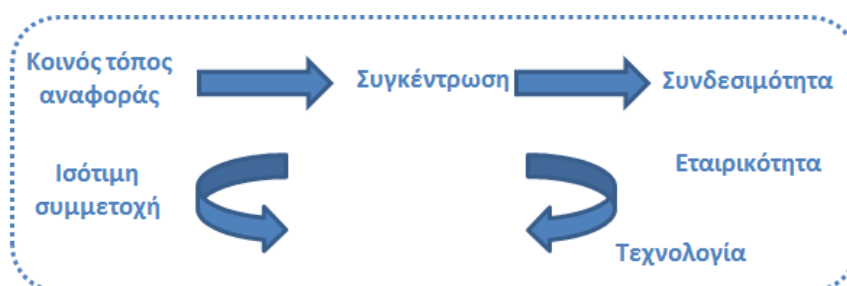 Κοινός τόπος
αναφοράς
Συγκέντρωση
Συνδεσιμότητα
Ισότιμη
συμμετοχή
Εταιρικότητα
Τεχνολογία